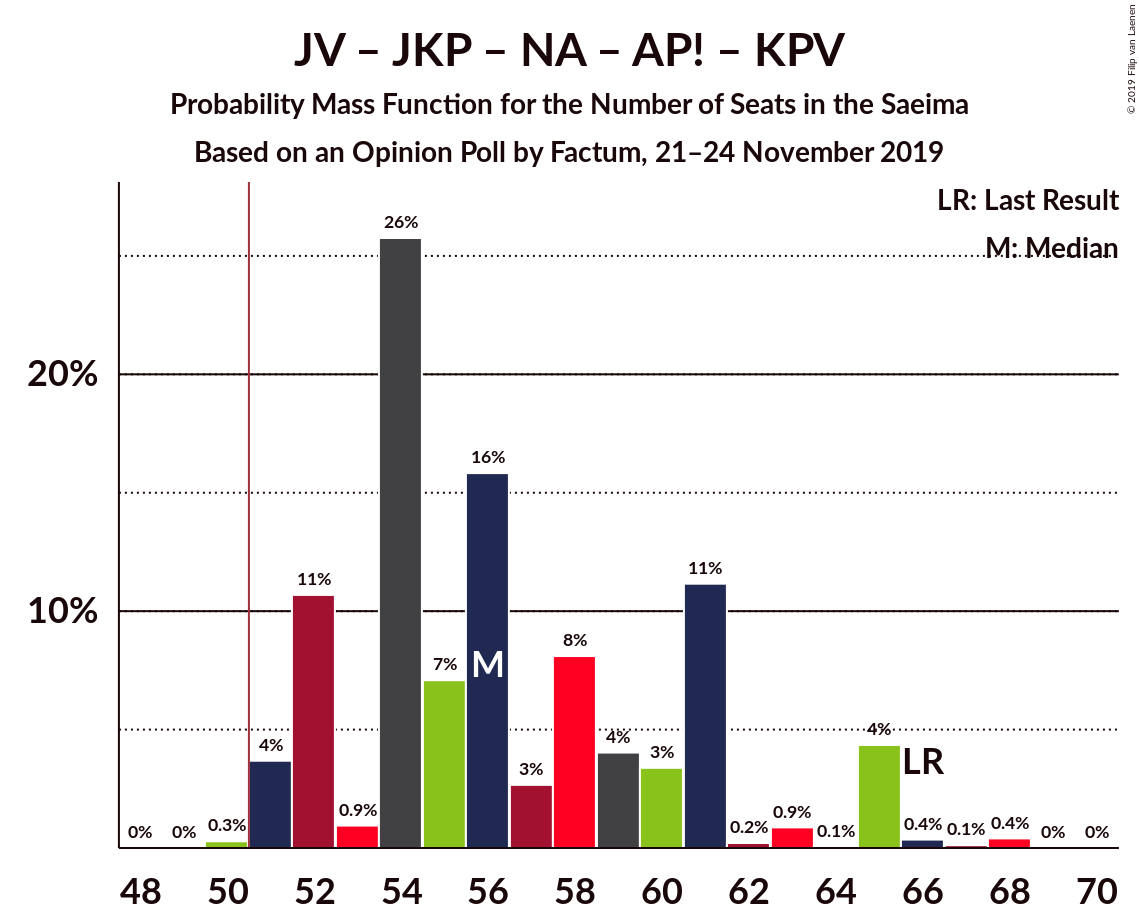 JV – JKP – NA – AP! – KPV
Probability Mass Function for the Number of Seats in the Saeima
Based on an Opinion Poll by Factum, 21–24 November 2019
© 2019 Filip van Laenen
LR: Last Result
M: Median
20%
10%
0% 0% 0.3% 4% 11% 0.9% 26% 7% 16% 3% 8% 4% 3% 11% 0.2% 0.9% 0.1% 4% 0.4% 0.1% 0.4% 0% 0%
M
LR
48 50 52 54 56 58 60 62 64 66 68 70